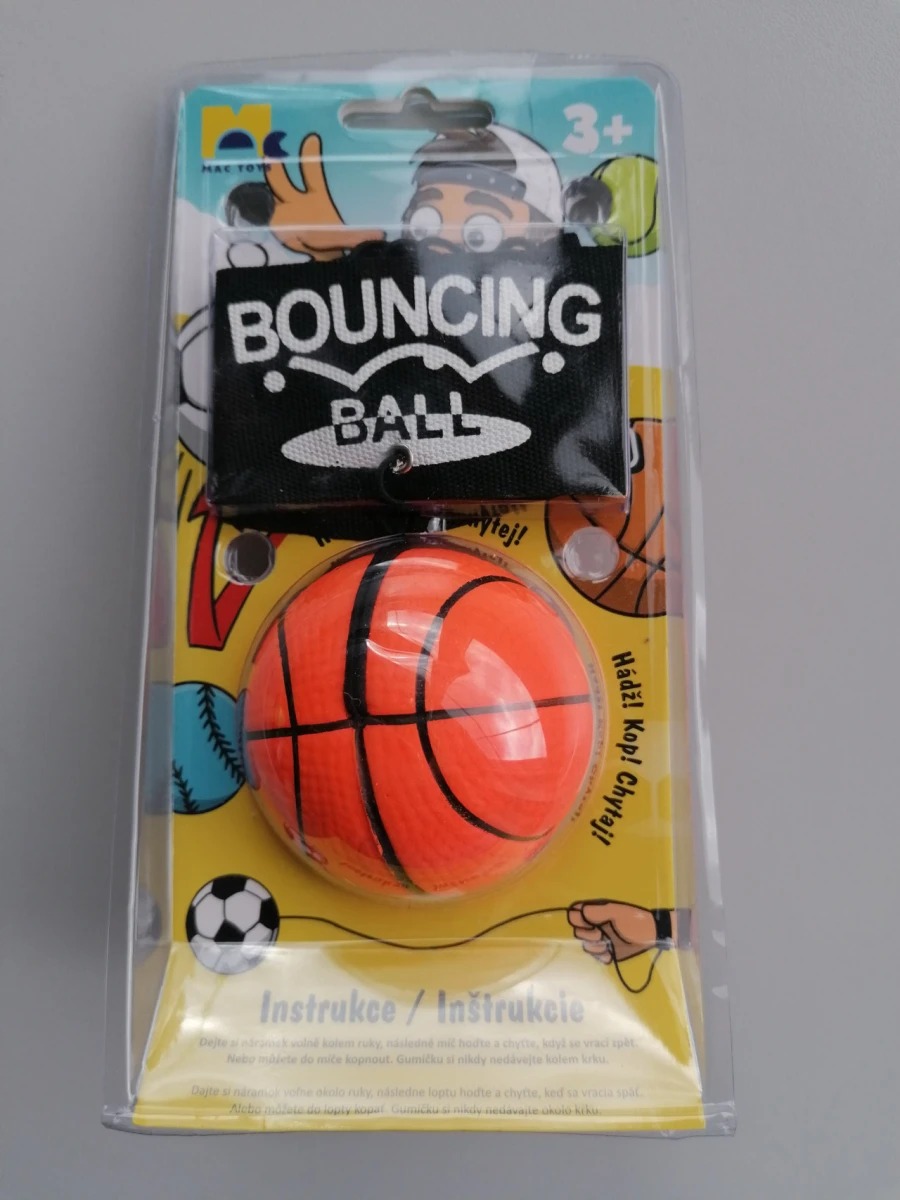 MAC TOYS
3+
BOUNCING
BALL
Hádž! Kop! Chytaj!
Instrukce / Inštrukcie
Dejte si náramek volně kolem ruky, následně míč hoďte a chyťte, když se vrací zpět.
Nebo můžete do míče kopnout. Gumičku si nikdy nedávejte kolem krku.
Dajte si náramok voľne okolo ruky, následne loptu hoďte a chyťte, keď sa vracia späť.
Alebo môžete do lopty kopať. Gumičku si nikdy nedávajte okolo krku.